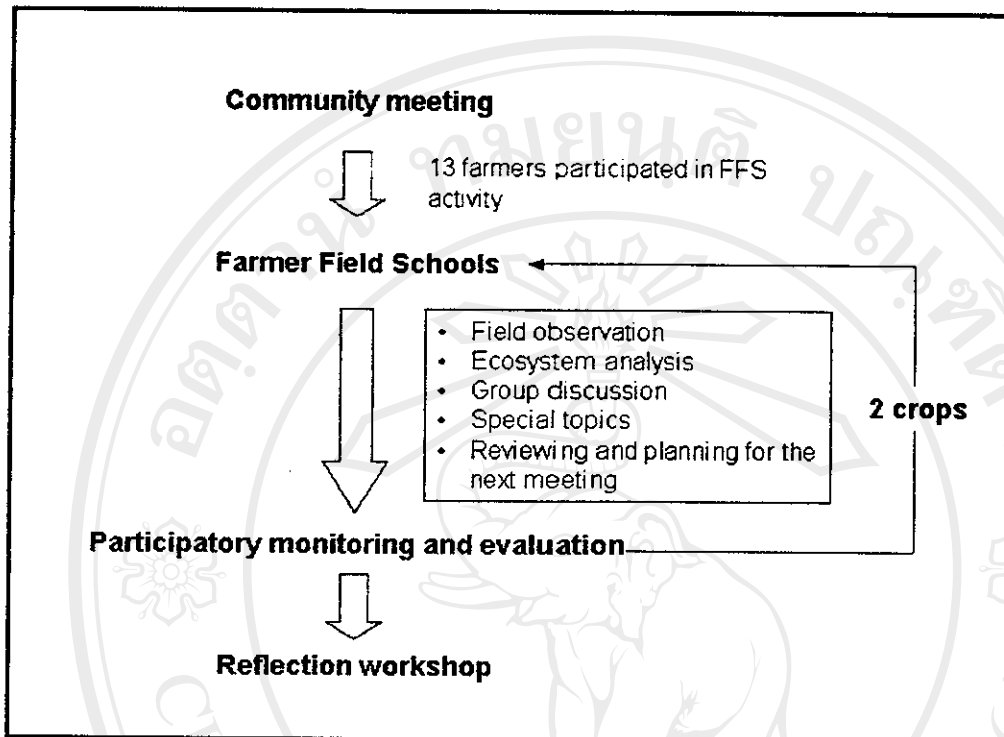 Community meeting
13 farmers participated in FFS
activity
Farmer Field Schools
• Field observation
• Ecosystem analysis
• Group discussion
• Special topics
• Reviewing and planning for the
next meeting
2 crops
Participatory monitoring and evaluation
Reflection workshop